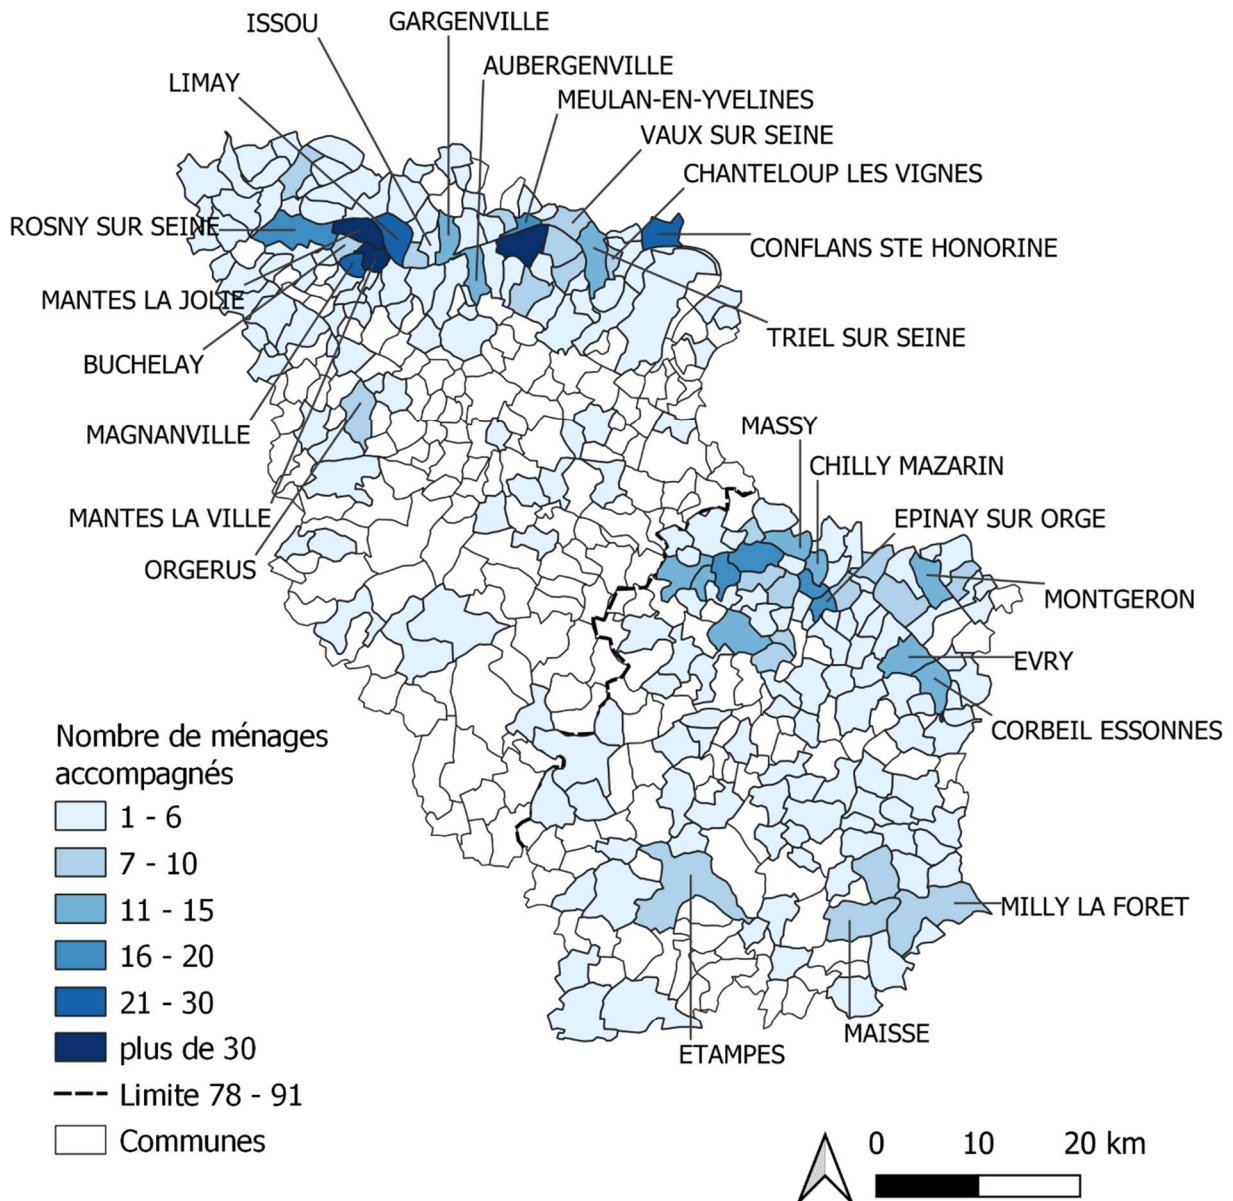 ISSOU
GARGENVILLE
AUBERGENVILLE
LIMAY
MEULAN-EN-YVELINES
VAUX SUR SEINE
CHANTELOUP LES VIGNES
ROSNY SUR SEINE
CONFLANS STE HONORINE
MANTES LA JOLIE
TRIEL SUR SEINE
BUCHELAY
MAGNANVILLE
MASSY
CHILLY MAZARIN
MANTES LA VILLE
EPINAY SUR ORGE
ORGERUS
MONTGERON
EVRY
CORBEIL ESSONNES
MILLY LA FORET
MAISSE
ETAMPES
Nombre de ménages
accompagnés
1 - 6
7 - 10
11 - 15
16 - 20
21 - 30
plus de 30
Limite 78 - 91
Communes
0 10 20 km